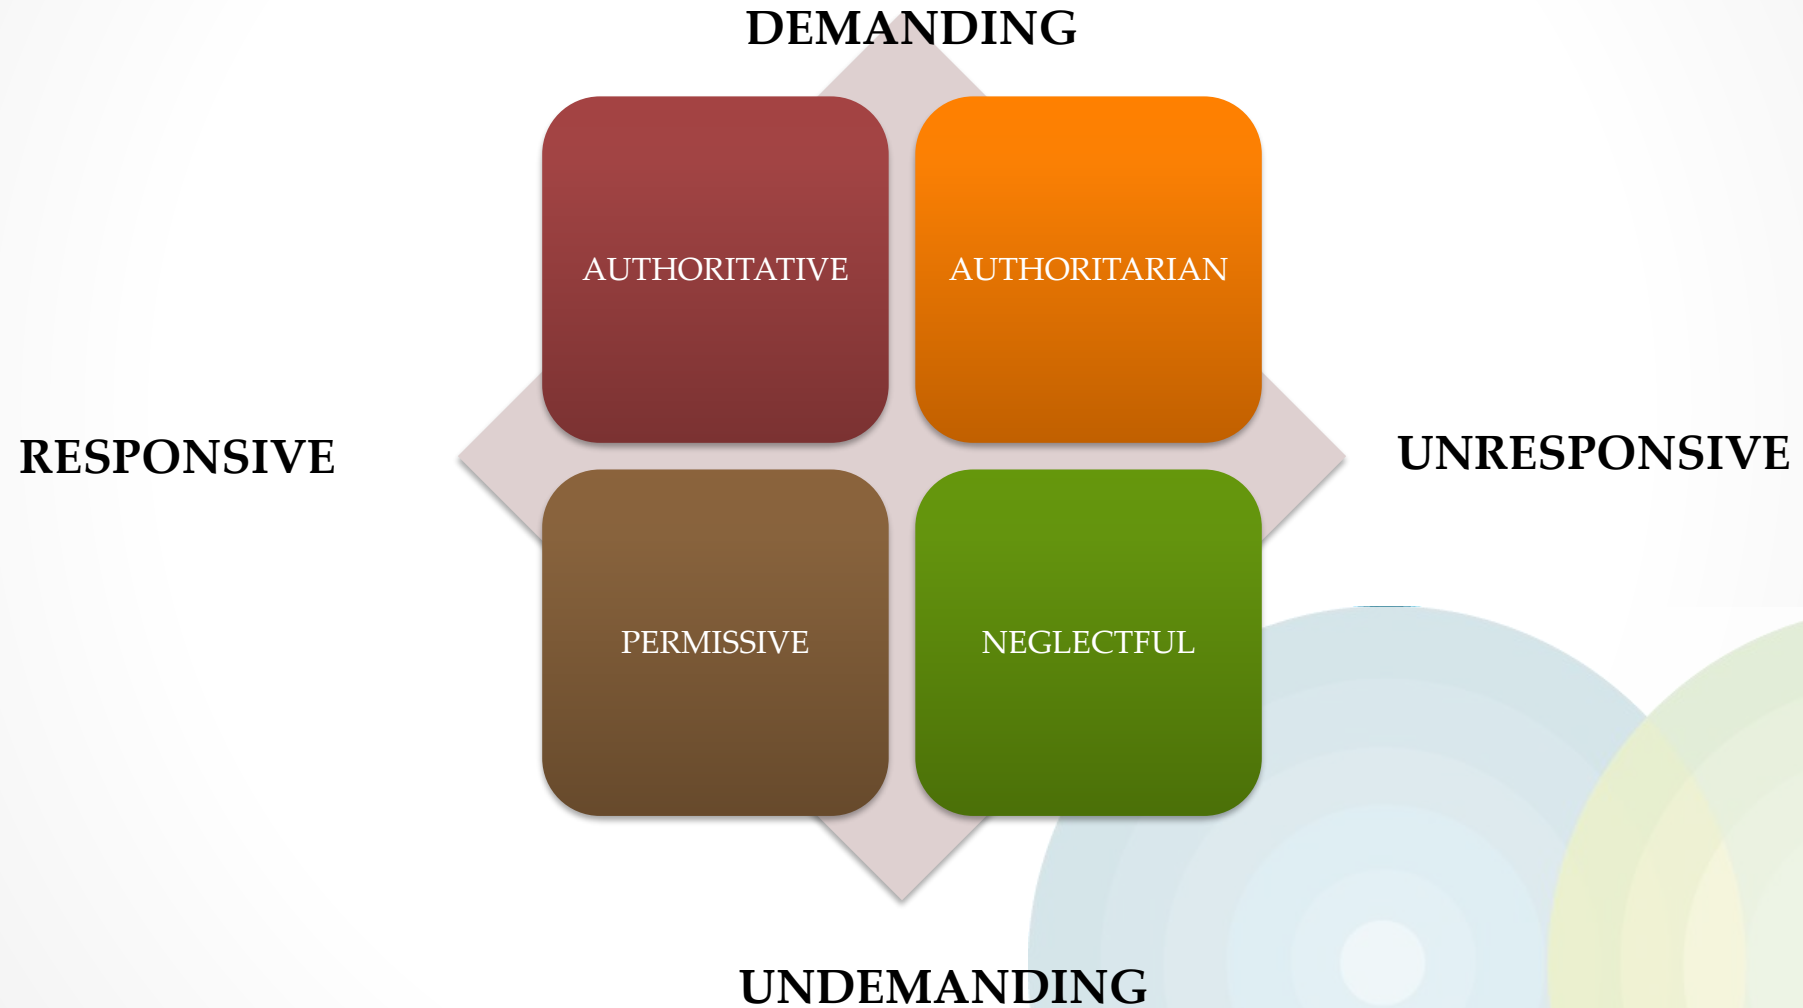 DEMANDING
AUTHORITATIVE
AUTHORITARIAN
RESPONSIVE
UNRESPONSIVE
PERMISSIVE
NEGLECTFUL
UNDEMANDING